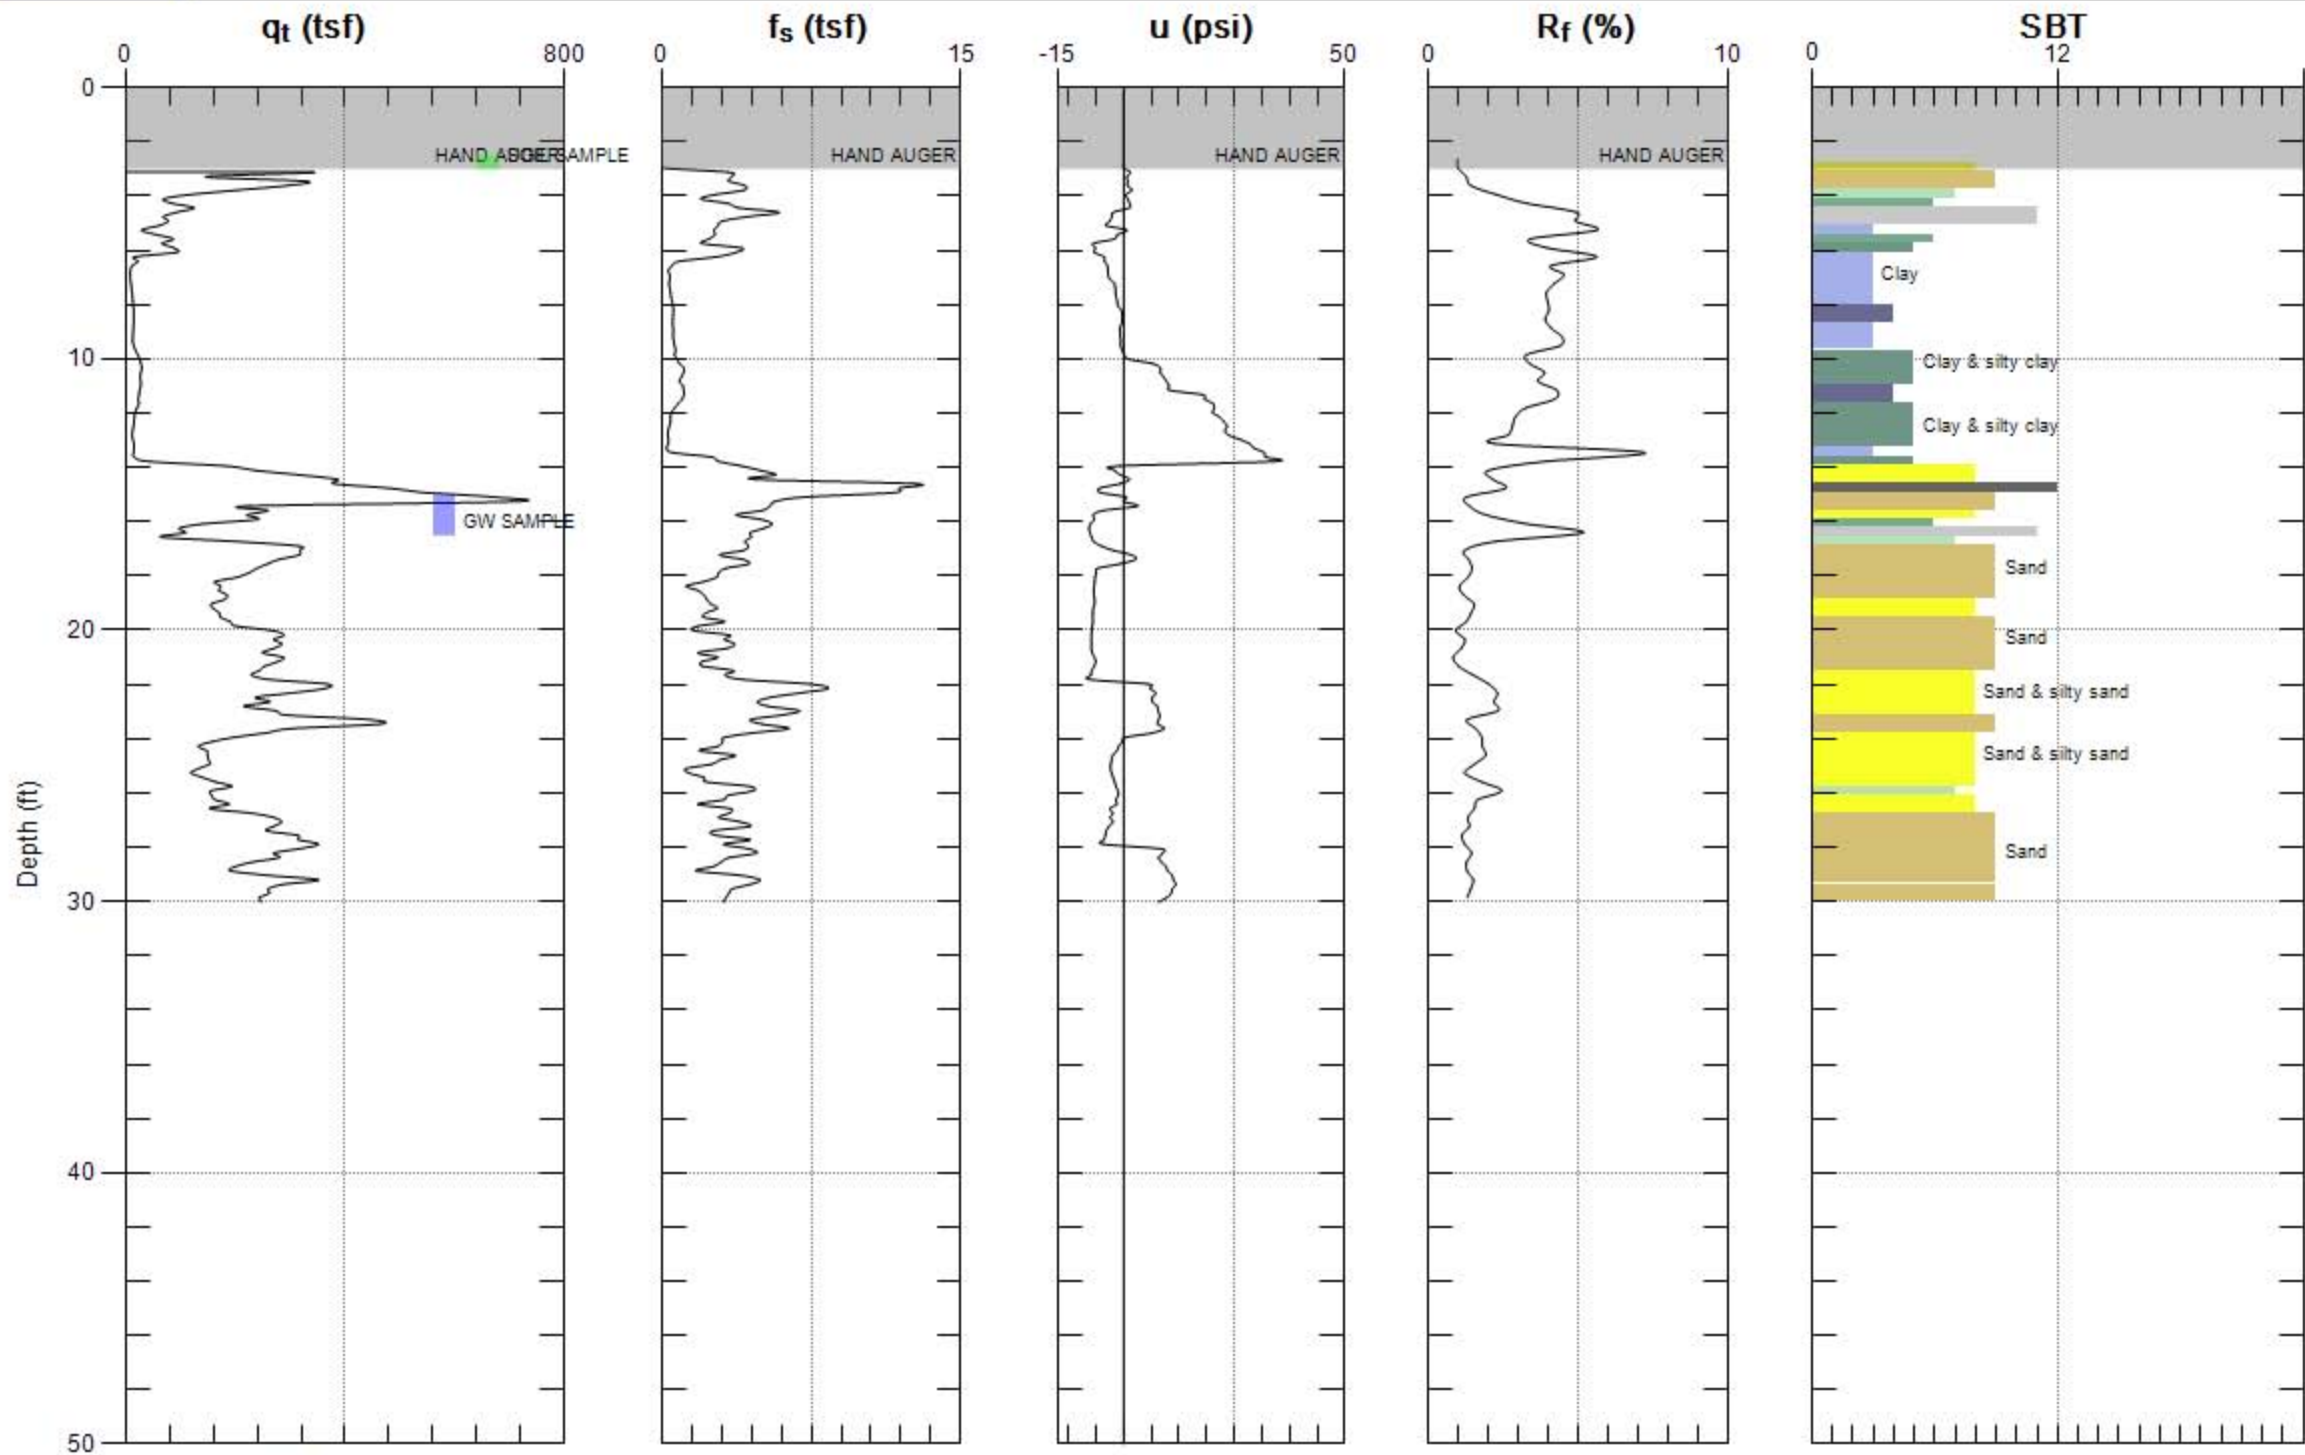 qt (tsf) fs (tsf) u (psi) Rf (%) SBT
0 800 0 15 -15 50 0 10 0 12
0
HAND AUGER SOIL SAMPLE HAND AUGER HAND AUGER HAND AUGER
Clay
10
Clay & silty clay
Clay & silty clay
GW SAMPLE
Sand
20
Sand
Sand & silty sand
Sand & silty sand
Depth (ft)
Sand
30
40
50